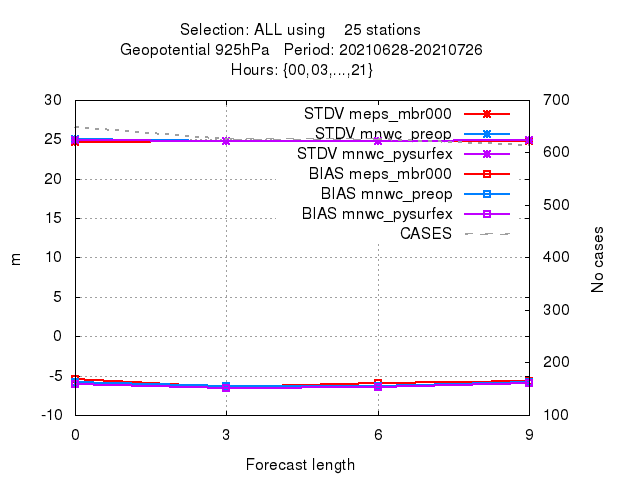 Selection: ALL using 25 stations
Geopotential 925hPa Period: 20210628-20210726
Hours: {00,03,...,21}
30 700
STDV meps_mbr000
STDV mnwc_preop
25 600
STDV mnwc_pysurfex
BIAS meps_mbr000
20 500
BIAS mnwc_preop
BIAS mnwc_pysurfex
15
CASES
10 400
m
No cases
5 300
0
-5 200
-10 100
0 3 6 9
Forecast length